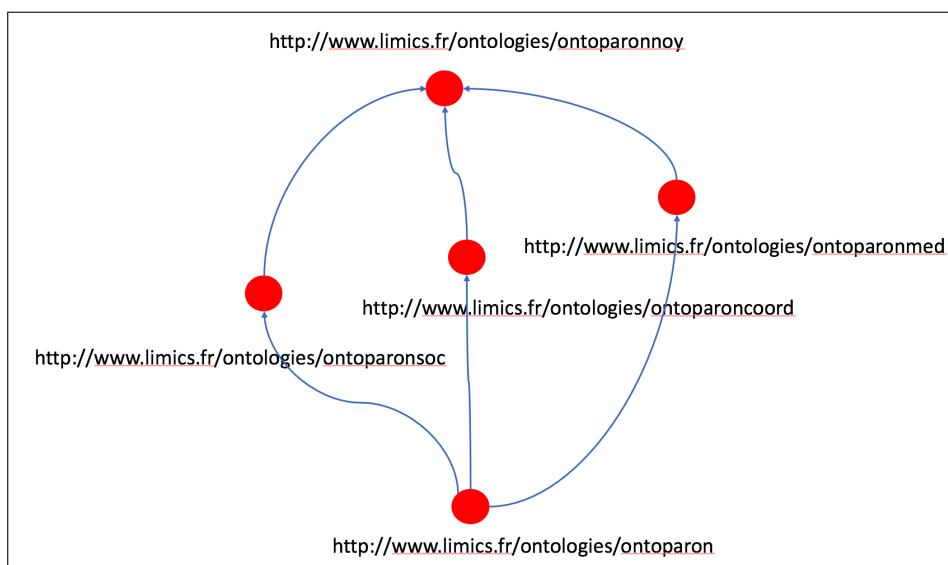 http://www.limics.fr/ontologies/ontoparonnoy
http://www.limics.fr/ontologies/ontoparonmed
http://www.limics.fr/ontologies/ontoparoncoord
http://www.limics.fr/ontologies/ontoparonsoc
http://www.limics.fr/ontologies/ontoparon